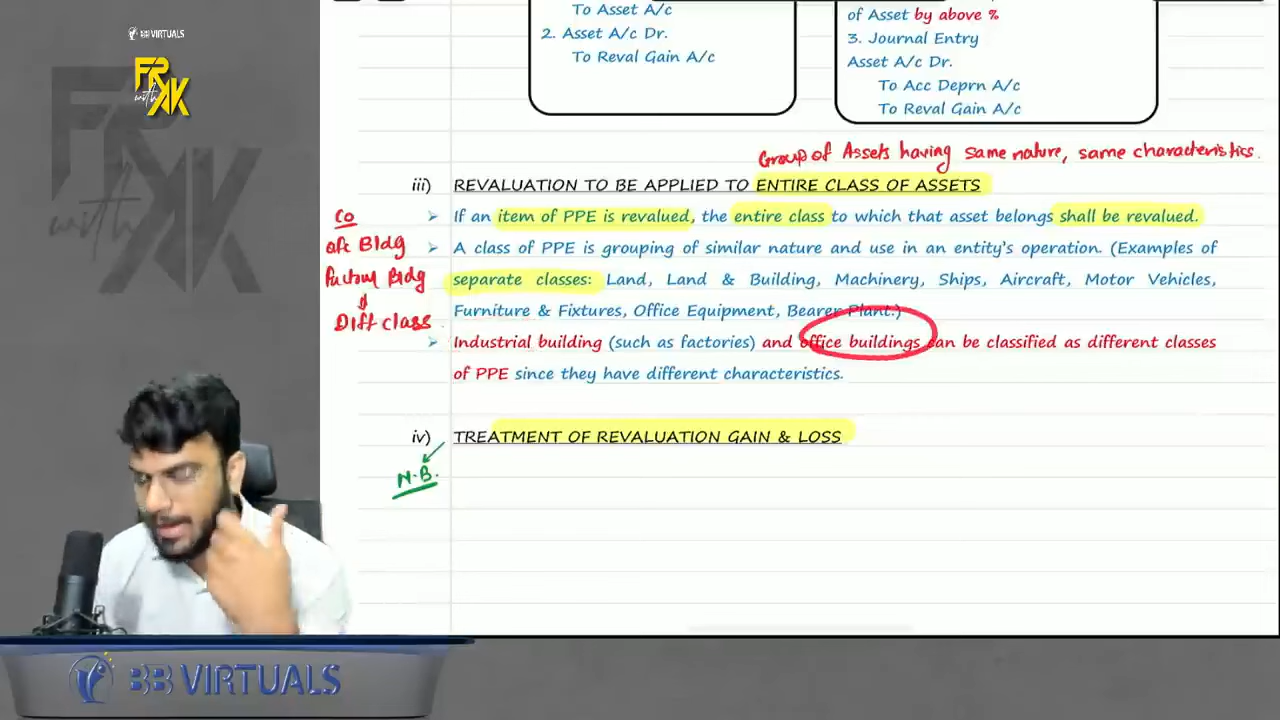 BB VIRTUALS
FR with AK
To Asset A/c
2. Asset A/c Dr.
To Reval Gain A/c
of Asset by above %
3. Journal Entry
Asset A/c Dr.
To Acc Deprn A/c
To Reval Gain A/c
Group of Assets having same nature, same characteristics.
iii) REVALUATION TO BE APPLIED TO ENTIRE CLASS OF ASSETS
➢ If an item of PPE is revalued, the entire class to which that asset belongs shall be revalued.
➢ A class of PPE is grouping of similar nature and use in an entity's operation. (Examples of
separate classes: Land, Land & Building, Machinery, Ships, Aircraft, Motor Vehicles,
Furniture & Fixtures, Office Equipment, Bearer Plant.)
➢ Industrial building (such as factories) and office buildings can be classified as different classes
of PPE since they have different characteristics.
Co
Bldg
Bldg
Diff class
iv) TREATMENT OF REVALUATION GAIN & LOSS
N.B.
BB VIRTUALS